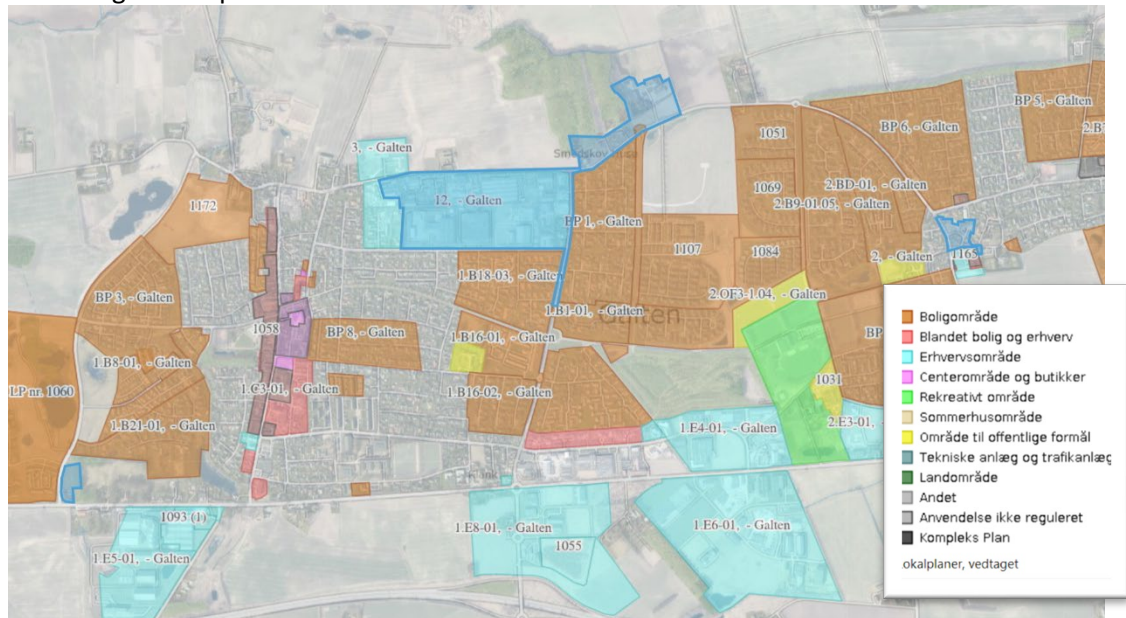 3, - Galten
BP 5, - Galten
BP 6, - Galten
1051
1069
2.BD-01, - Galten
2.B9-01.05, - Galten
1172
12, - Galten
BP 1, - Galten
1107
1084
2, - Galten
1165
BP 3, - Galten
1.B18-03, - Galten
2.OF3-1.04, - Galten
1.B1-01, - Galten
Galten
1058
BP 8, - Galten
1.B16-01, - Galten
BP
1.B8-01, - Galten
LP nr. 1060
1.C3-01, - Galten
1.B16-02, - Galten
1031
1.B21-01, - Galten
1.E4-01, - Galten
2.E3-01, -
1093 (1)
1.E8-01, - Galten
1.E6-01, - Galten
1055
1.E5-01, - Galten
Boligområde
Blandet bolig og erhverv
Erhvervsområde
Centerområde og butikker
Rekreativt område
Sommerhusområde
Område til offentlige formål
Tekniske anlæg og trafikanlæg
Landområde
Andet
Anvendelse ikke reguleret
Kompleks Plan
okalplaner, vedtaget